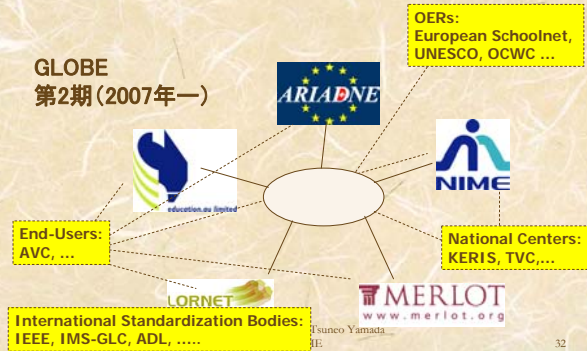 OERs:
European Schoolnet,
UNESCO, OCWC ...
GLOBE
第2期(2007年ー)
ARIADNE
NIME
education.au limited
End-Users:
AVC, ...
National Centers:
KERIS, TVC,...
LORNET
MERLOT
www.merlot.org
International Standardization Bodies:
IEEE, IMS-GLC, ADL, .....
Tsuneo Yamada
32